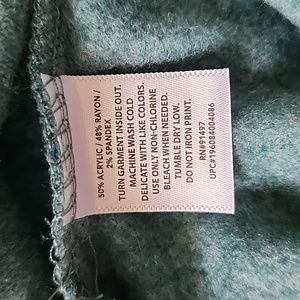 50% ACRYLIC / 48% RAYON /
2% SPANDEX
TURN GARMENT INSIDE OUT.
MACHINE WASH COLD
DELICATE WITH LIKE COLORS.
USE ONLY NON-CHLORINE
BLEACH WHEN NEEDED.
TUMBLE DRY LOW.
DO NOT IRON PRINT.
RN#91497
UPC#196084004086